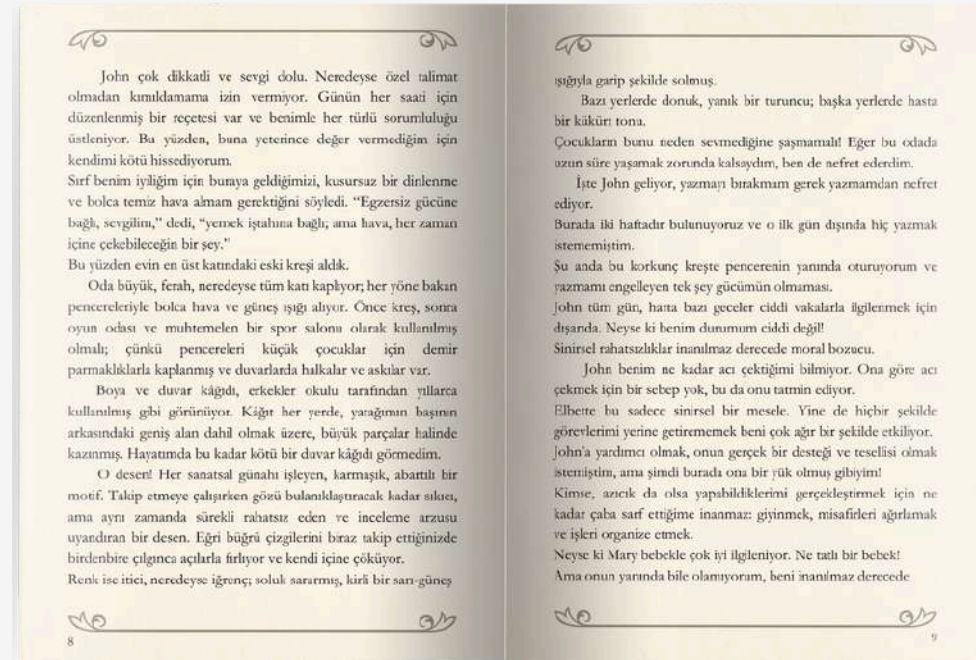 John çok dikkatli ve sevgi dolu. Neredeyse özel talimat
olmadan kımıldamama izin vermiyor. Günün her saati için
düzenlenmiş bir reçetesi var ve benimle her türlü sorumluluğu
üstleniyor. Bu yüzden, buna yeterince değer vermediğim için
kendimi kötü hissediyorum.
Sırf benim iyiliğim için buraya geldiğimizi, kusursuz bir dinlenme
ve bolca temiz hava almam gerektiğini söyledi. “Egzersiz gücüne
bağlı, sevgilim,” dedi, “yemek iştahına bağlı; ama hava, her zaman
içine çekebileceğin bir şey.”
Bu yüzden evin en üst katındaki eski kreşi aldık.
Oda büyük, ferah, neredeyse tüm katı kaplıyor; her yöne bakan
pencereleriyle bolca hava ve güneş ışığı alıyor. Önce kreş, sonra
oyun odası ve muhtemelen bir spor salonu olarak kullanılmış
olmalı; çünkü pencereleri küçük çocuklar için demir
parmaklıklarla kaplanmış ve duvarlarda halkalar ve askılar var.
Boya ve duvar kâğıdı, erkekler okulu tarafından yıllarca
kullanılmış gibi görünüyor. Kâğıt her yerde, yatağımın başının
arkasındaki geniş alan dahil olmak üzere, büyük parçalar halinde
kazınmış. Hayatımda bu kadar kötü bir duvar kâğıdı görmedim.
O desen! Her sanatsal günahı işleyen, karmaşık, abartılı bir
motif. Takip etmeye çalışırken gözü bulanıklaştıracak kadar sıkıcı,
ama aynı zamanda sürekli rahatsız eden ve inceleme arzusu
uyandıran bir desen. Eğri büğrü çizgilerini biraz takip ettiğinizde
birdenbire çılgınca açılarla fırlıyor ve kendi içine çöküyor.
Renk ise itici, neredeyse iğrenç; soluk sararmış, kirli bir sarı-güneş
8
ışığıyla garip şekilde solmuş.
Bazı yerlerde donuk, yanık bir turuncu; başka yerlerde hasta
bir kükürt tonu.
Çocukların bunu neden sevmediğine şaşmamalı! Eğer bu odada
uzun süre yaşamak zorunda kalsaydım, ben de nefret ederdim.
İşte John geliyor, yazmayı bırakmam gerek yazmamdan nefret
ediyor.
Burada iki haftadır bulunuyoruz ve o ilk gün dışında hiç yazmak
istememiştim.
Şu anda bu korkunç kreşte pencerenin yanında oturuyorum ve
yazmamı engelleyen tek şey gücümün olmaması.
John tüm gün, hatta bazı geceler ciddi vakalarla ilgilenmek için
dışarıda. Neyse ki benim durumum ciddi değil!
Sinirsel rahatsızlıklar inanılmaz derecede moral bozucu.
John benim ne kadar acı çektiğimi bilmiyor. Ona göre acı
çekmek için bir sebep yok, bu da onu tatmin ediyor.
Elbette bu sadece sinirsel bir mesele. Yine de hiçbir şekilde
görevlerimi yerine getirememek beni çok ağır bir şekilde etkiliyor.
John'a yardımcı olmak, onun gerçek bir desteği ve tesellisi olmak
istemiştim, ama şimdi burada ona bir yük olmuş gibiyim!
Kimse, azıcık da olsa yapabildiklerimi gerçekleştirmek için ne
kadar çaba sarf ettiğime inanmaz: giyinmek, misafirleri ağırlamak
ve işleri organize etmek.
Neyse ki Mary bebekle çok iyi ilgileniyor. Ne tatlı bir bebek!
Ama onun yanında bile olamıyorum, beni inanılmaz derecede
9